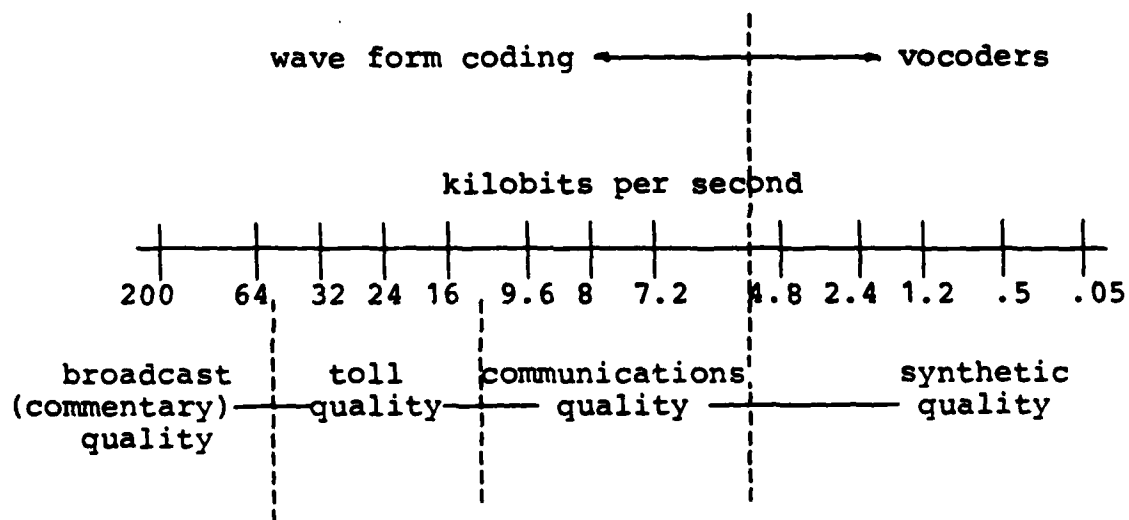 wave form coding vocoders
kilobits per second
200 64 32 24 16 9.6 8 7.2 4.8 2.4 1.2 .5 .05
broadcast toll communications synthetic
(commentary) quality quality quality
quality